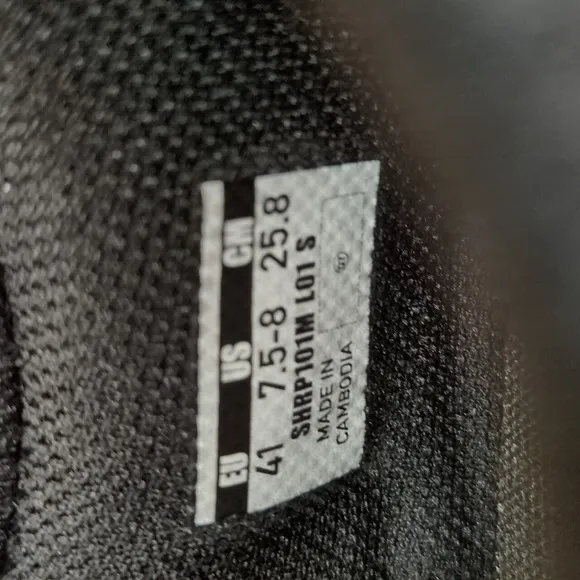 EU US CM
41 7.5-8 25.8
SHRP101M L01 S
MADE IN
CAMBODIA